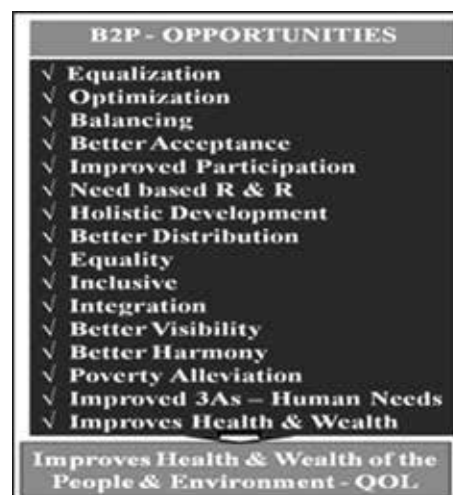 B2P - OPPORTUNITIES
√ Equalization
√ Optimization
√ Balancing
√ Better Acceptance
√ Improved Participation
√ Need based R & R
√ Holistic Development
√ Better Distribution
√ Equality
√ Inclusive
√ Integration
√ Better Visibility
√ Better Harmony
√ Poverty Alleviation
√ Improved 3As – Human Needs
√ Improves Health & Wealth
Improves Health & Wealth of the
People & Environment - QOL